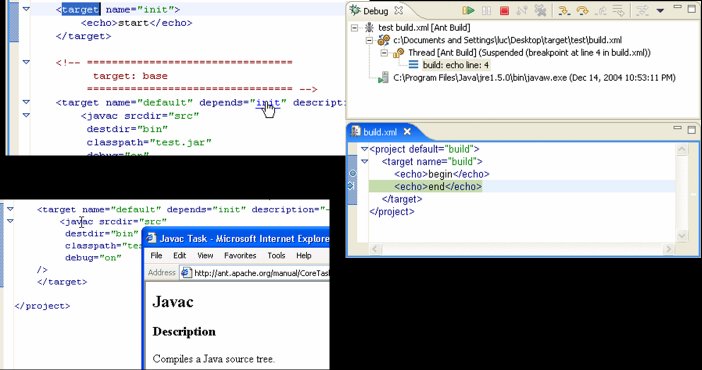 <target name="init">
<echo>start</echo>
</target>
<!-- ===============================
target: base
=============================== -->
<target name="default" depends="init" descripti
<javac srcdir="src"
destdir="bin"
classpath="test.jar"
debug="on"
Debug
test build.xml [Ant Build]
c:\Documents and Settings\luc\Desktop\target\test\build.xml
Thread [Ant Build] (Suspended (breakpoint at line 4 in build.xml))
build: echo line: 4
C:\Program Files\Java\jre1.5.0\bin\javaw.exe (Dec 14, 2004 10:53:11 PM)
build.xml
<project default="build">
<target name="build">
<echo>begin</echo>
<echo>end</echo>
</target>
</project>
<target name="default" depends="init" description="
<javac srcdir="src"
destdir="bin"
classpath="tes
debug="on"
/>
</target>
</project>
Javac Task - Microsoft Internet Explore
File Edit View Favorites Tools Help
Address http://ant.apache.org/manual/CoreTas
Javac
Description
Compiles a Java source tree.